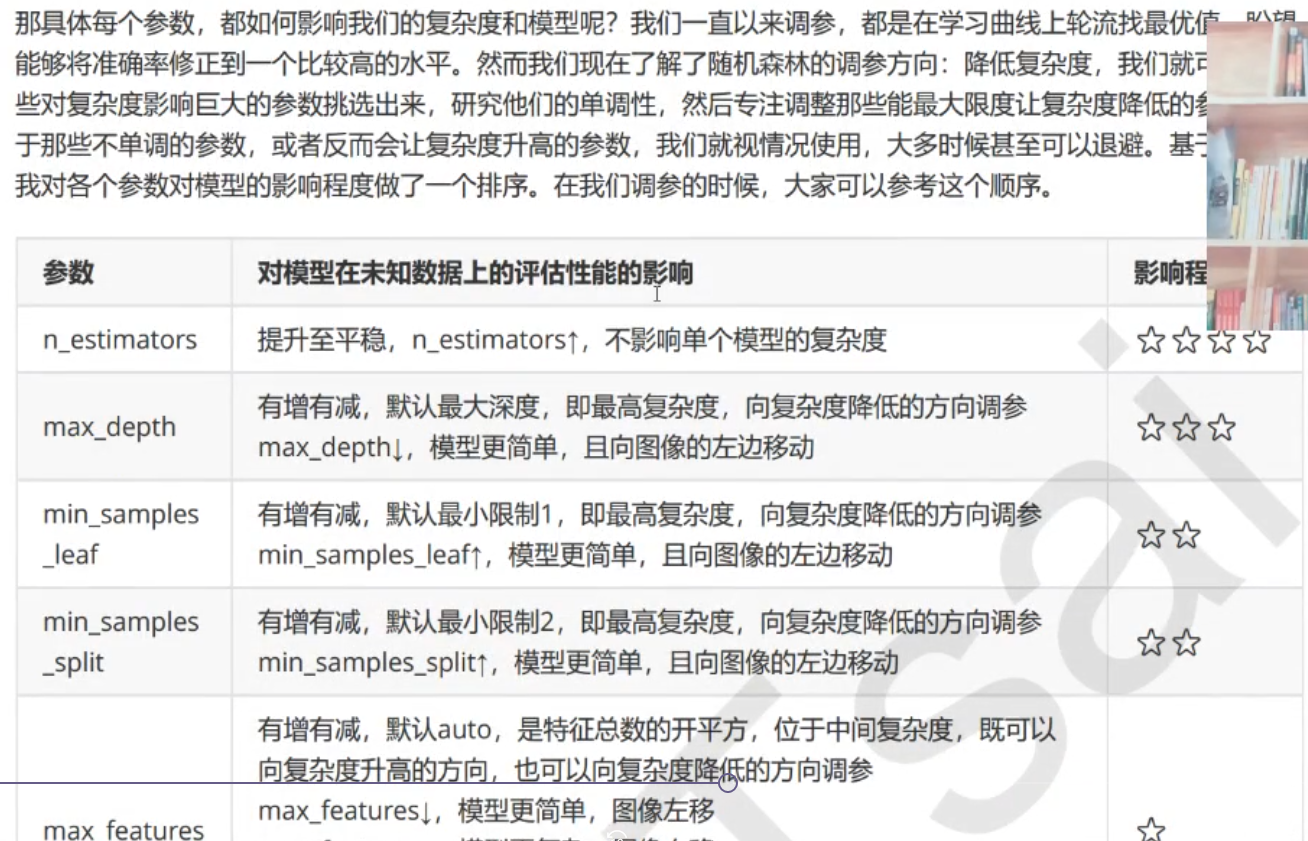 那具体每个参数，都如何影响我们的复杂度和模型呢？我们一直以来调参，都是在学习曲线上轮流找最优值，盼望
能够将准确率修正到一个比较高的水平。然而我们现在了解了随机森林的调参方向：降低复杂度，我们就可
些对复杂度影响巨大的参数挑选出来，研究他们的单调性，然后专注调整那些能最大限度让复杂度降低的参
于那些不单调的参数，或者反而会让复杂度升高的参数，我们就视情况使用，大多时候甚至可以退避。基于
我对各个参数对模型的影响程度做了一个排序。在我们调参的时候，大家可以参考这个顺序。
参数 对模型在未知数据上的评估性能的影响 影响程
n_estimators 提升至平稳，n_estimators↑，不影响单个模型的复杂度 ☆☆☆☆
max_depth 有增有减，默认最大深度，即最高复杂度，向复杂度降低的方向调参
max_depth↓，模型更简单，且向图像的左边移动 ☆☆☆
min_samples
_leaf
有增有减，默认最小限制1，即最高复杂度，向复杂度降低的方向调参
min_samples_leaf↑，模型更简单，且向图像的左边移动 ☆☆
min_samples
_split
有增有减，默认最小限制2，即最高复杂度，向复杂度降低的方向调参
min_samples_split↑，模型更简单，且向图像的左边移动 ☆☆
max_features
有增有减，默认auto，是特征总数的开平方，位于中间复杂度，既可以
向复杂度升高的方向，也可以向复杂度降低的方向调参
max_features↓，模型更简单，图像左移
☆
Tsai